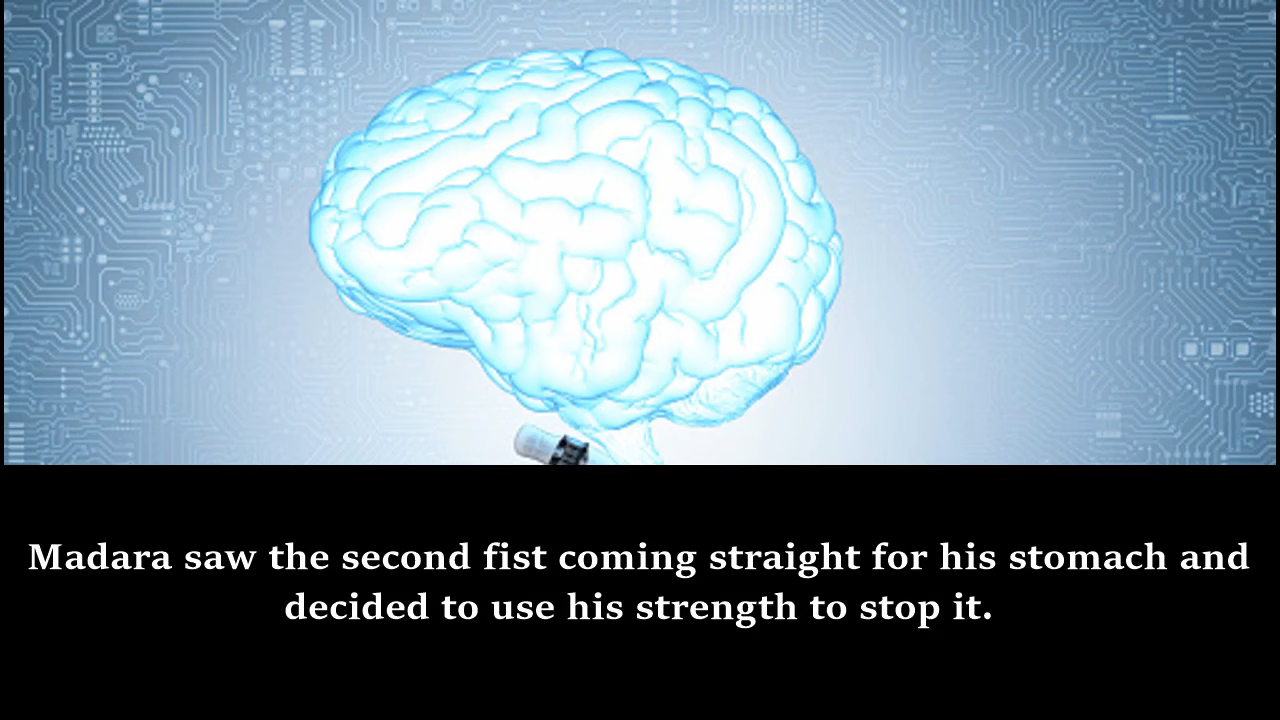 Madara saw the second fist coming straight for his stomach and
decided to use his strength to stop it.